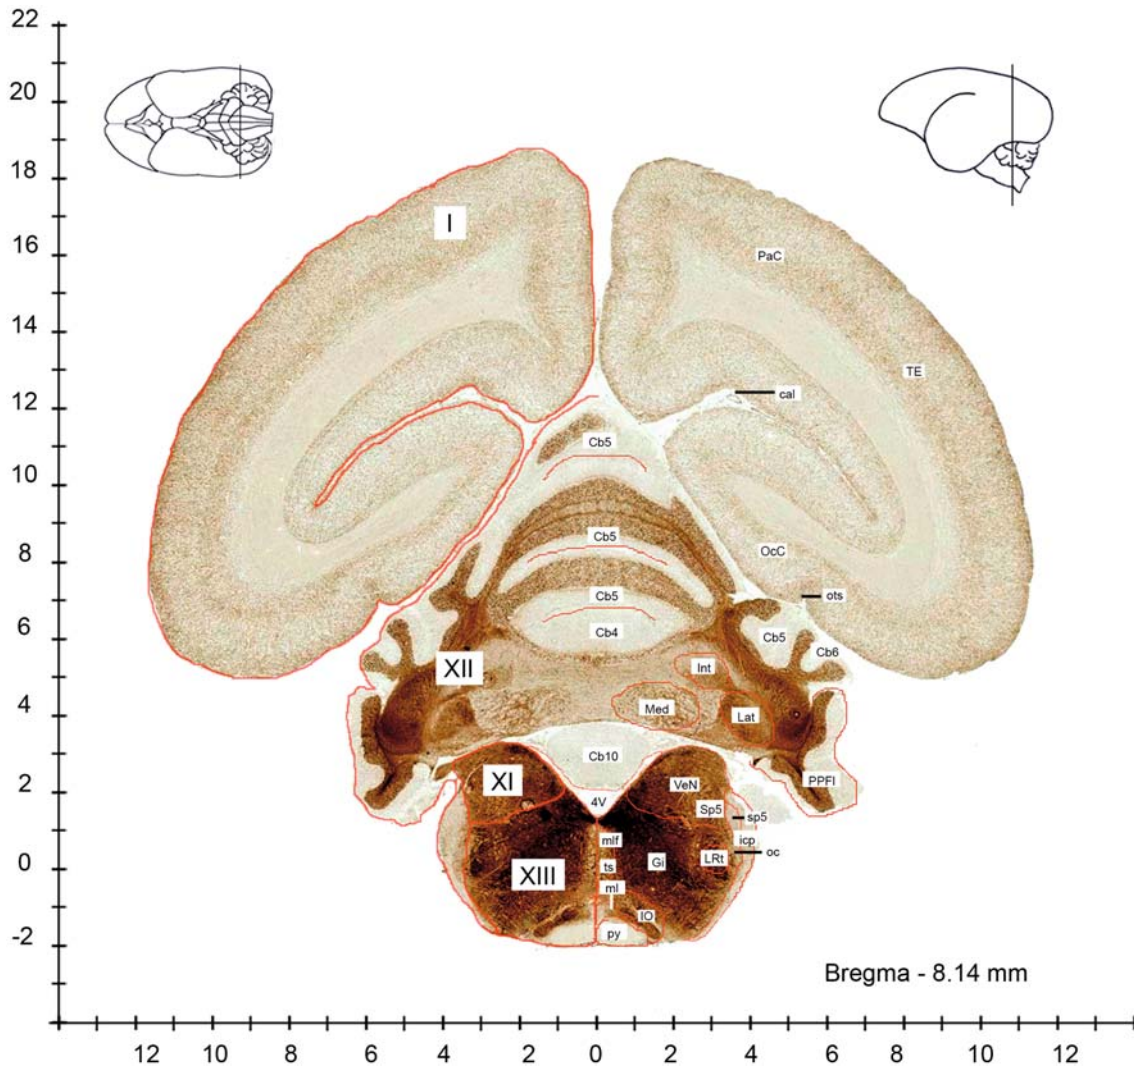 22
20
18
16
14
12
10
8
6
4
2
0
-2
I
PaC
TE
cal
Cb5
Cb5
OcC
Cb5
ots
Cb4
Cb5
Cb6
XII
Int
Med
Lat
Cb10
XI
VeN
PPFl
4V
Sp5
sp5
mlf
icp
XIII
ts
Gi
LRt
oc
ml
IO
py
Bregma - 8.14 mm
12 10 8 6 4 2 0 2 4 6 8 10 12